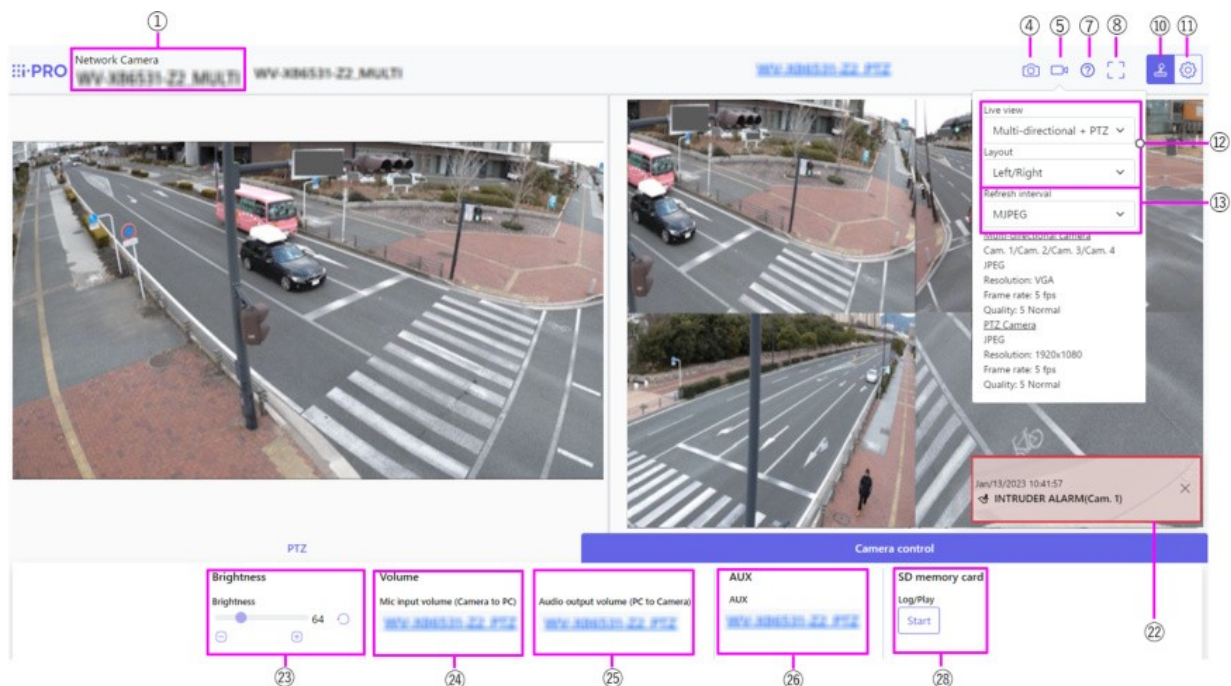 ① ④ ⑤ ⑦ ⑧ ⑩ ⑪
i-PRO
Network Camera
WV-X86531-Z2_MULTI
WV-X86531-Z2_MULTI
WV-X86531-Z2_PTZ
Live view
Multi-directional + PTZ
⑫
Layout
Left/Right
Refresh interval
⑬
MJPEG
Multi-directional camera
Cam. 1/Cam. 2/Cam. 3/Cam. 4
JPEG
Resolution: VGA
Frame rate: 5 fps
Quality: 5 Normal
PTZ Camera
JPEG
Resolution: 1920x1080
Frame rate: 5 fps
Quality: 5 Normal
Jan/13/2023 10:41:57
INTRUDER ALARM(Cam. 1)
PTZ
Camera control
Brightness
Brightness
64
Volume
Mic input volume (Camera to PC)
WV-X86531-Z2_PTZ
Audio output volume (PC to Camera)
WV-X86531-Z2_PTZ
AUX
AUX
WV-X86531-Z2_PTZ
SD memory card
Log/Play
Start
㉒
㉓ ㉔ ㉕ ㉖ ㉘